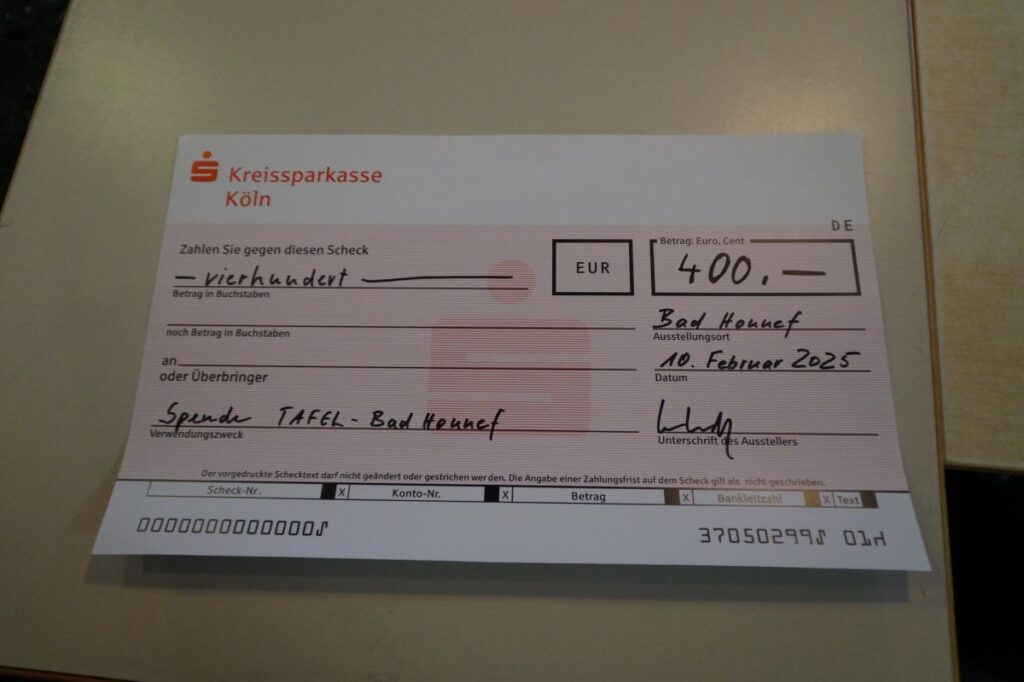 Kreissparkasse
Köln
DE
Zahlen Sie gegen diesen Scheck
— vierhundert —
Betrag in Buchstaben
EUR
Betrag: Euro, Cent
400,—
noch Betrag in Buchstaben
Bad Honnef
Ausstellungsort
an
oder Überbringer
10. Februar 2025
Datum
Spende TAFEL - Bad Honnef
Verwendungszweck
Unterschrift des Ausstellers
Der vorgedruckte Schecktext darf nicht geändert oder gestrichen werden. Die Angabe einer Zahlungsfrist auf dem Scheck gilt als nicht geschrieben.
Scheck-Nr. X Konto-Nr. X Betrag X Bankleitzahl X Text
0000000000000⑀ 37050299⑀ 01⑁